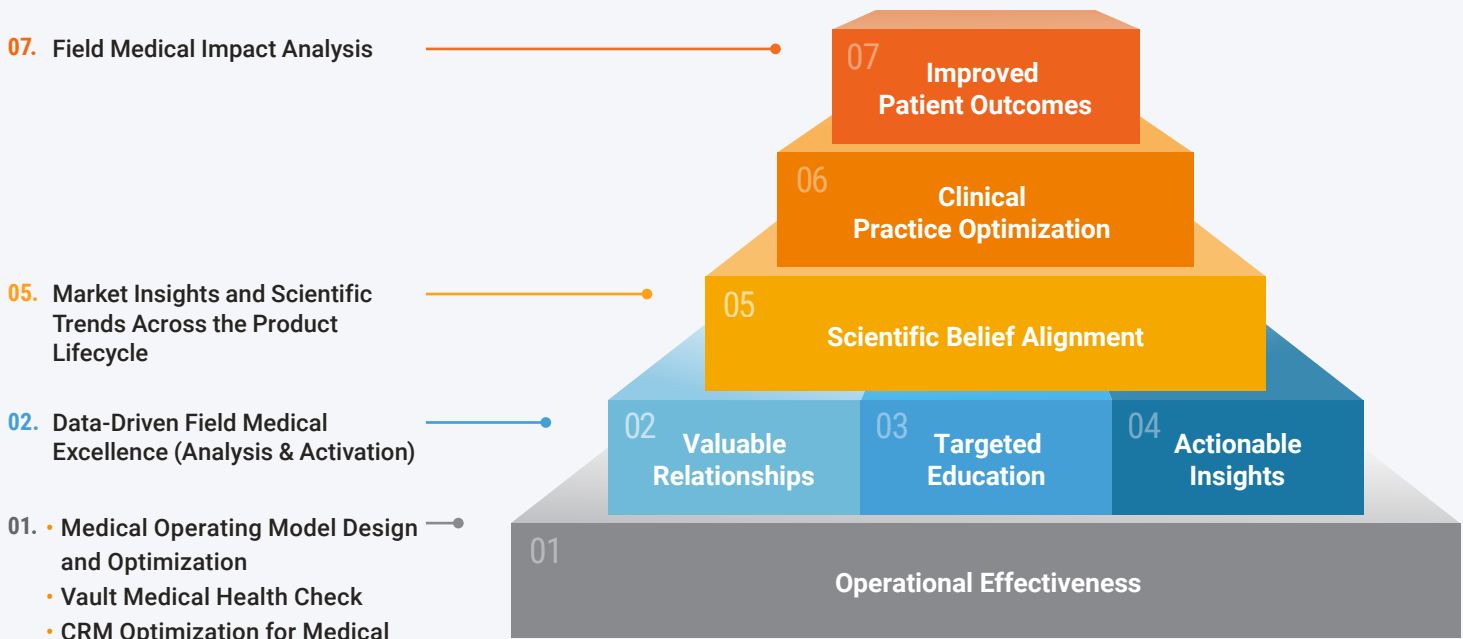 07. Field Medical Impact Analysis
05. Market Insights and Scientific
Trends Across the Product
Lifecycle
02. Data-Driven Field Medical
Excellence (Analysis & Activation)
01. • Medical Operating Model Design
and Optimization
• Vault Medical Health Check
• CRM Optimization for Medical
07
Improved
Patient Outcomes
06
Clinical
Practice Optimization
05
Scientific Belief Alignment
02
Valuable
Relationships
03
Targeted
Education
04
Actionable
Insights
01
Operational Effectiveness